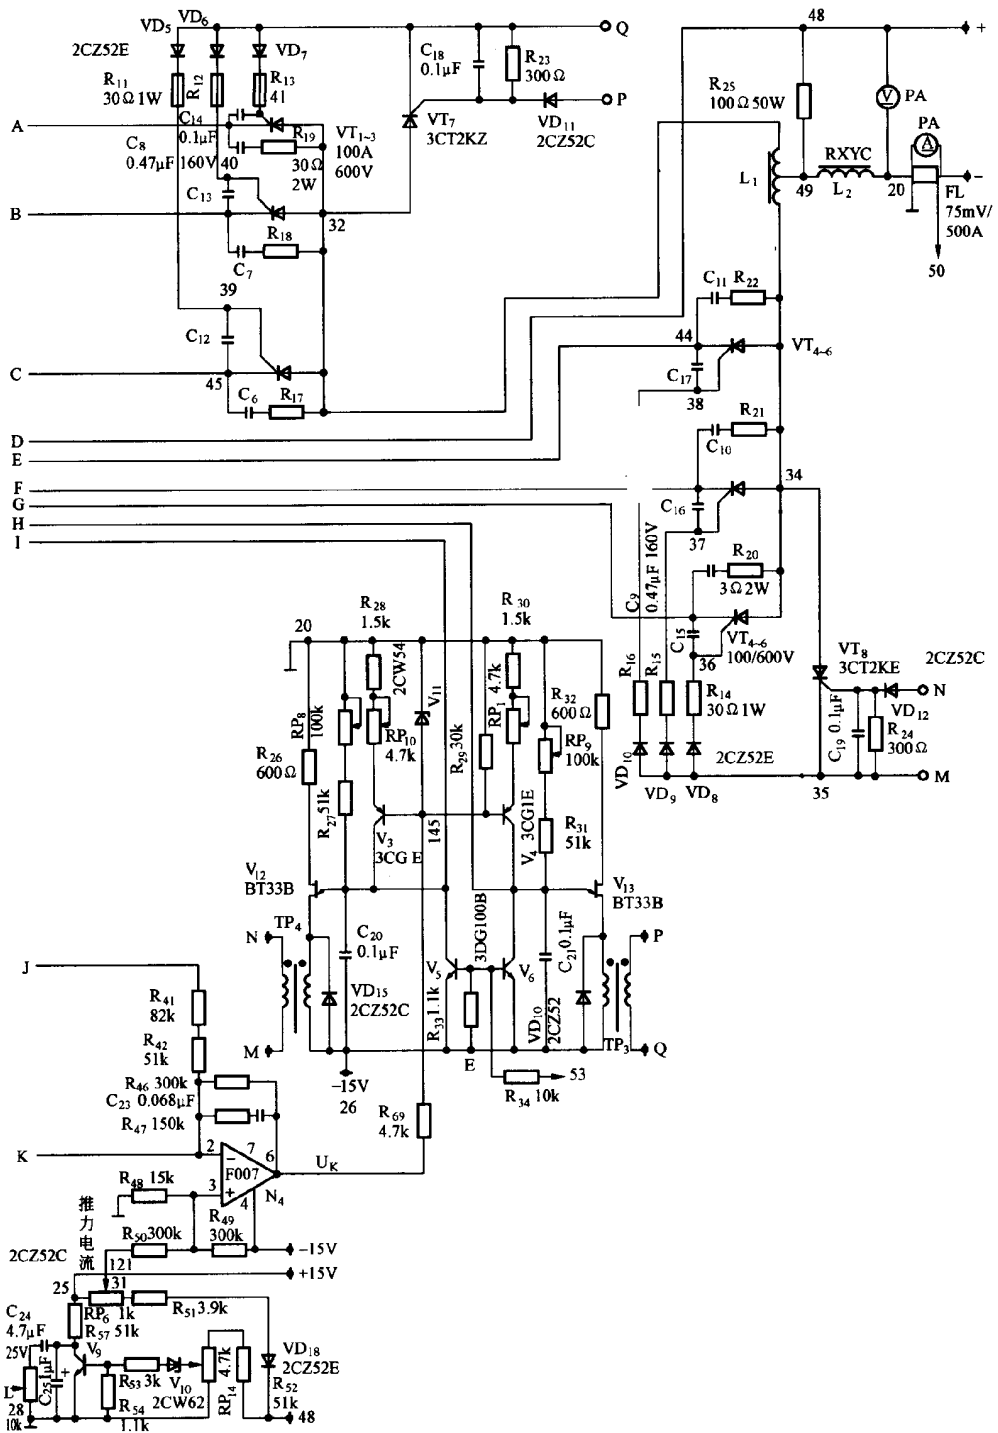 48
VD6
VD5
Q
+
2CZ52E
VD7
C18
0.1μF
R23
300Ω
R11
30Ω1W
R12
R13
41
R25
100Ω50W
V
PA
P
A
C14
0.1μF
VT7
3CT2KZ
VD11
2CZ52C
C8
0.47μF 160V
40
R19
30Ω
2W
VT1~3
100A
600V
PA
A
RXYC
L1
49
L2
20
−
FL
75mV/
500A
50
C13
B
32
R18
C7
39
C12
C11
R22
44
VT4~6
C17
38
C
45
C6
R17
R21
C10
D
E
F
34
G
C16
H
37
I
R20
3Ω2W
C9
0.47μF 160V
R28
1.5k
R30
1.5k
C15
VT4~6
100/600V
20
36
VT8
3CT2KE
2CZ52C
2CW54
V11
4.7k
RP1
R32
600Ω
R16
R15
R14
30Ω1W
N
VD12
RP8
100k
RP10
4.7k
R29 30k
RP9
100k
C19 0.1μF
R24
300Ω
R26
600Ω
VD10
2CZ52E
R27 51k
VD9
VD8
35
M
V3
3CG E
145
V4 3CG1E
R31
51k
V12
BT33B
V13
BT33B
TP4
N
C20
0.1μF
3DG100B
C21 0.1μF
P
J
V5
V6
VD15
2CZ52C
R41
82k
R33 1.1k
VD10
2CZ52
TP3
R42
51k
M
E
Q
−15V
26
R34 10k
53
R46 300k
C23 0.068μF
R47 150k
R69
4.7k
K
2
7
6
−
F007
UK
3
+
4
N4
R48 15k
推力电流
R49
300k
R50 300k
−15V
2CZ52C
121
+15V
25
31
C24
4.7μF
25V
RP6 1k
R51 3.9k
R57 51k
V9
VD18
2CZ52E
C25 1μF
+
4.7k
R53 3k
V10
2CW62
RP14
R52
51k
L
28
10k
R54
1.1k
48